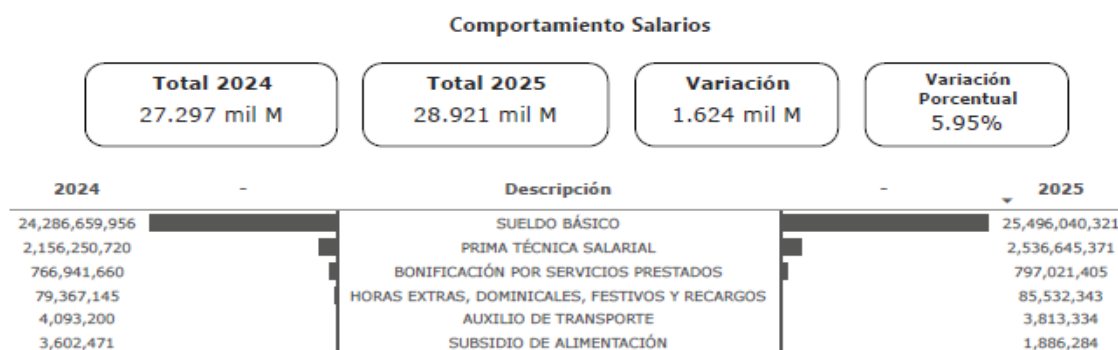 Comportamiento Salarios
Total 2024 Total 2025 Variación Variación Porcentual
27.297 mil M 28.921 mil M 1.624 mil M 5.95%
2024 - Descripción - 2025
24,286,659,956 SUELDO BÁSICO 25,496,040,321
2,156,250,720 PRIMA TÉCNICA SALARIAL 2,536,645,371
766,941,660 BONIFICACIÓN POR SERVICIOS PRESTADOS 797,021,405
79,367,145 HORAS EXTRAS, DOMINICALES, FESTIVOS Y RECARGOS 85,532,343
4,093,200 AUXILIO DE TRANSPORTE 3,813,334
3,602,471 SUBSIDIO DE ALIMENTACIÓN 1,886,284